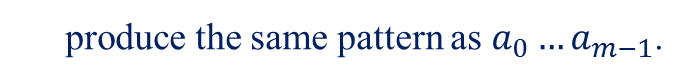 produce the same pattern as a₀ ... aₘ₋₁.